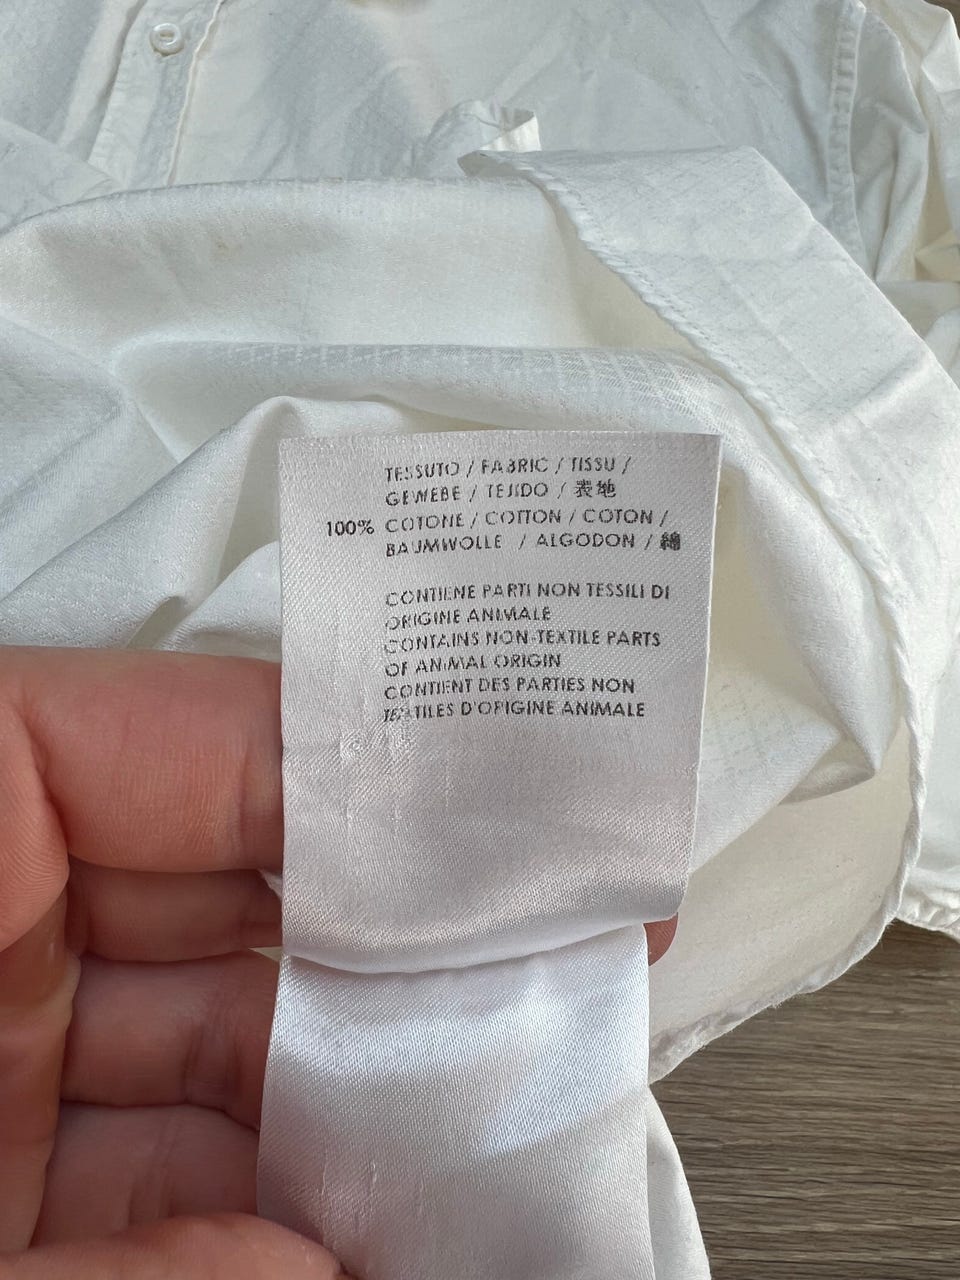 TESSUTO / FABRIC / TISSU /
GEWEBE / TEJIDO / 表地
100% COTONE / COTTON / COTON /
BAUMWOLLE / ALGODON / 綿
CONTIENE PARTI NON TESSILI DI
ORIGINE ANIMALE
CONTAINS NON-TEXTILE PARTS
OF ANIMAL ORIGIN
CONTIENT DES PARTIES NON
TEXTILES D'ORIGINE ANIMALE